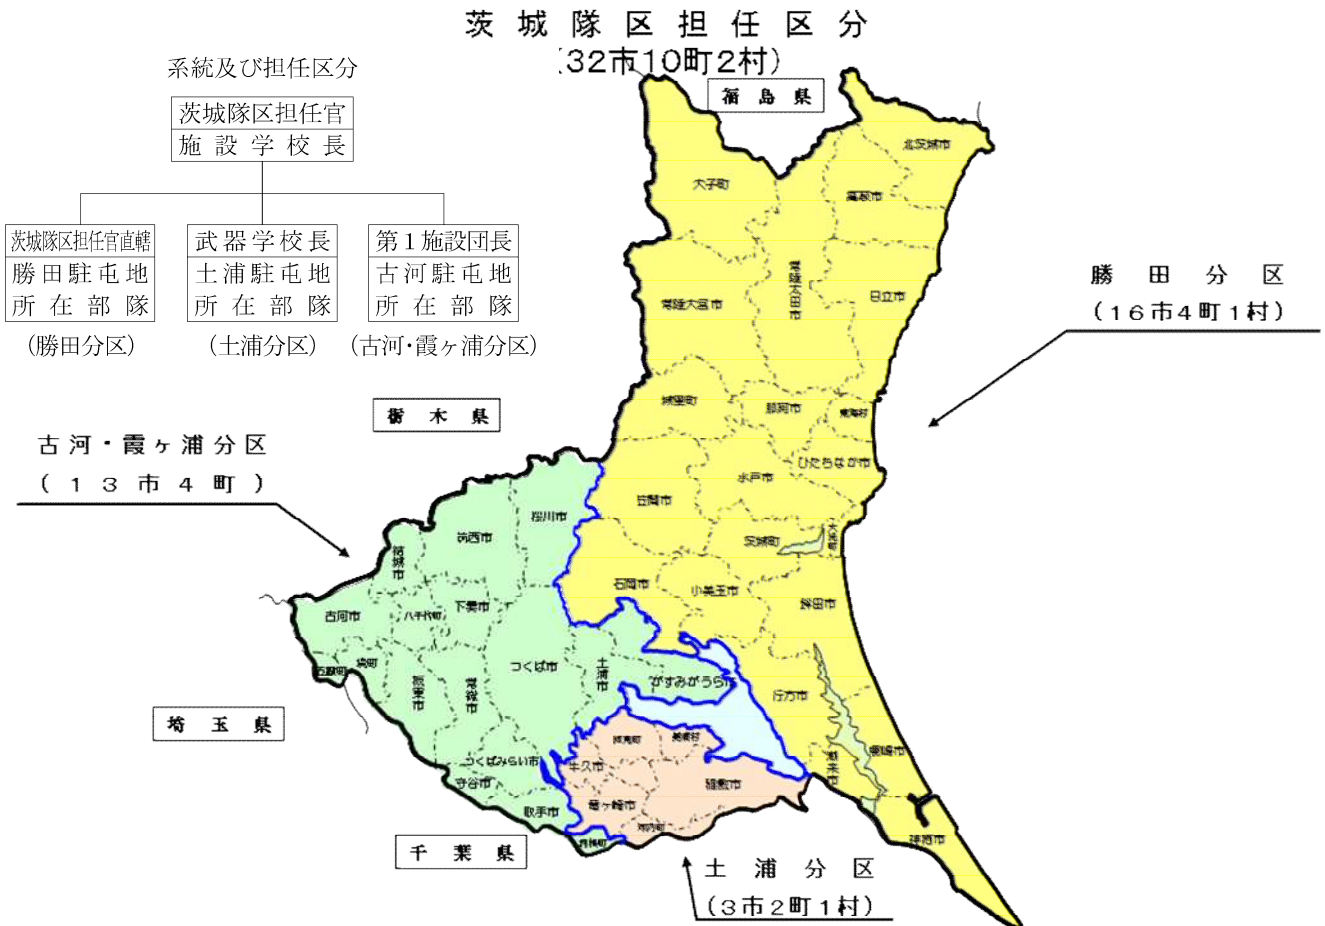 茨城隊区担任区分
(32市10町2村)
系統及び担任区分
茨城隊区担任官
施設学校長
茨城隊区担任官直轄
勝田駐屯地
所在部隊
(勝田分区)
武器学校長
土浦駐屯地
所在部隊
(土浦分区)
第1施設団長
古河駐屯地
所在部隊
(古河・霞ヶ浦分区)
福島県
栃木県
埼玉県
千葉県
勝田分区
(16市4町1村)
古河・霞ヶ浦分区
(13市4町)
土浦分区
(3市2町1村)
北茨城市
大子町
高萩市
常陸太田市
日立市
常陸大宮市
城里町
那珂市
東海村
ひたちなか市
水戸市
笠間市
茨城町
大洗町
石岡市
小美玉市
鉾田市
行方市
鹿嶋市
潮来市
神栖市
桜川市
筑西市
結城市
古河市
八千代町
下妻市
五霞町
境町
坂東市
常総市
つくば市
土浦市
かすみがうら市
つくばみらい市
守谷市
取手市
利根町
牛久市
阿見町
美浦村
稲敷市
竜ヶ崎市
河内町